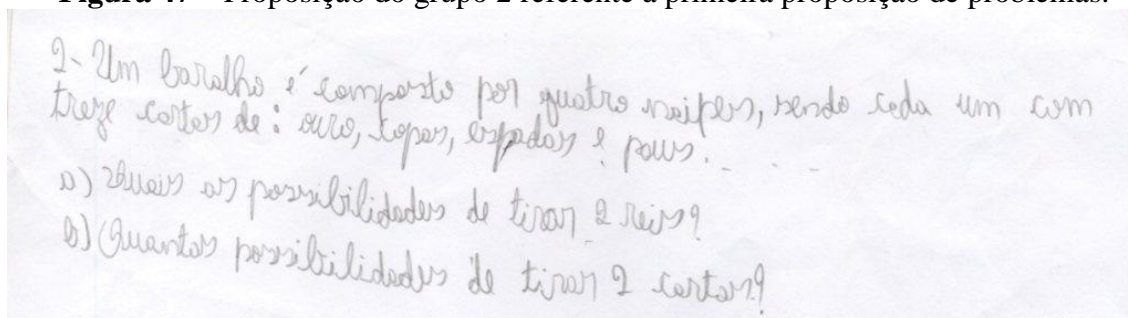 Figura 47 – Proposição do grupo 2 referente à primeira proposição de problemas.
2- Um baralho é composto por quatro naipes, sendo cada um com
treze cartas de: ouro, copas, espadas e paus.
a) Quais as possibilidades de tirar 2 reis?
b) Quantas possibilidades de tirar 2 cartas?